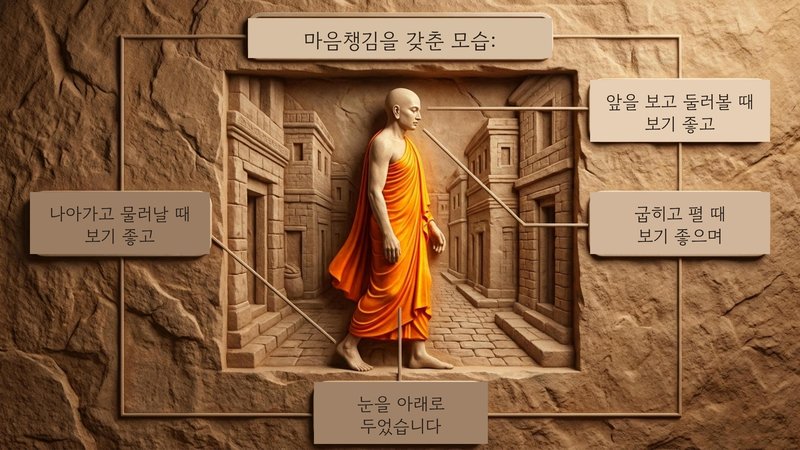 마음챙김을 갖춘 모습:
앞을 보고 둘러볼 때
보기 좋고
나아가고 물러날 때
보기 좋고
굽히고 펼 때
보기 좋으며
눈을 아래로
두었습니다